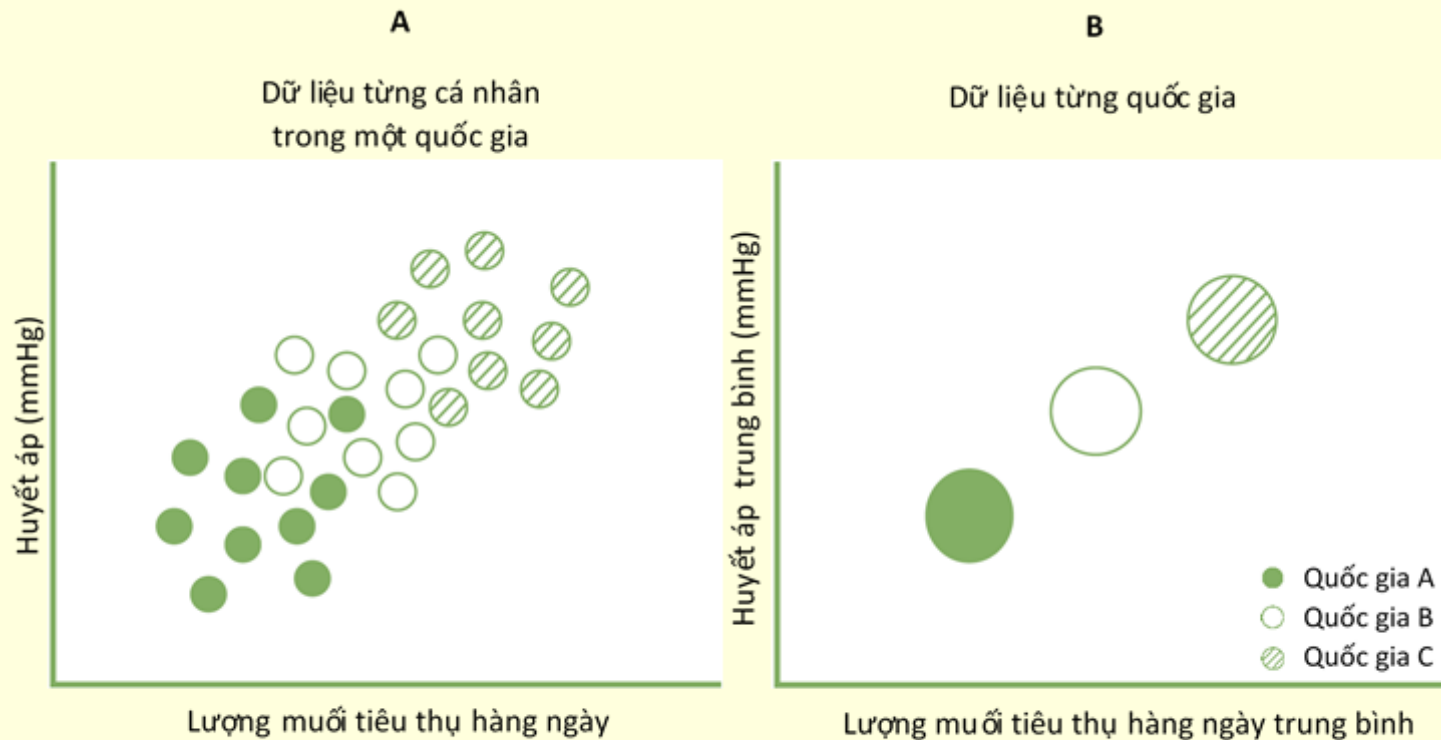 A
Dữ liệu từng cá nhân
trong một quốc gia
Huyết áp (mmHg)
Lượng muối tiêu thụ hàng ngày
B
Dữ liệu từng quốc gia
Huyết áp trung bình (mmHg)
Quốc gia A
Quốc gia B
Quốc gia C
Lượng muối tiêu thụ hàng ngày trung bình